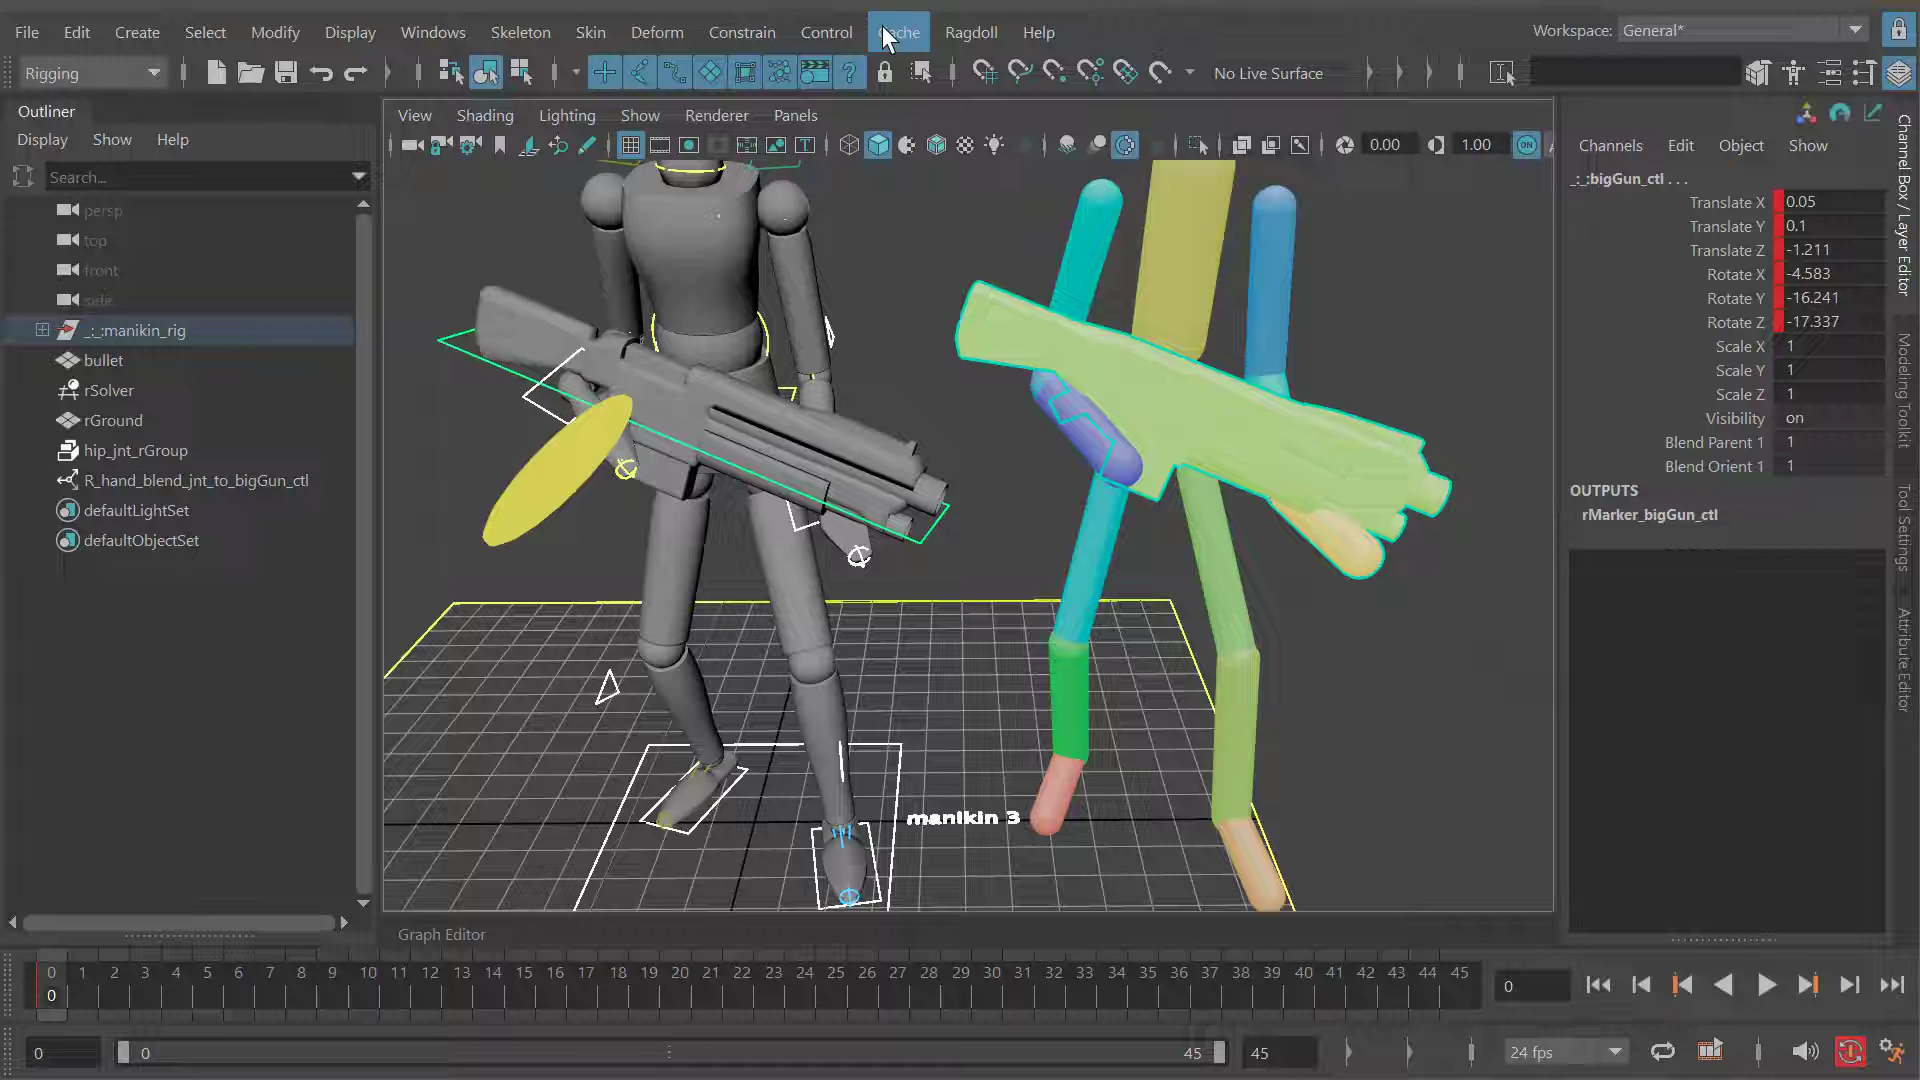 File Edit Create Select Modify Display Windows Skeleton Skin Deform Constrain Control Cache Ragdoll Help
Workspace: General*
Rigging
No Live Surface
Outliner
Display Show Help
Search...
persp
top
front
side
_:_:manikin_rig
bullet
rSolver
rGround
hip_jnt_rGroup
R_hand_blend_jnt_to_bigGun_ctl
defaultLightSet
defaultObjectSet
View Shading Lighting Show Renderer Panels
0.00 1.00 ON
manikin 3
Graph Editor
Channels Edit Object Show
_:_:bigGun_ctl . . .
Translate X 0.05
Translate Y 0.1
Translate Z -1.211
Rotate X -4.583
Rotate Y -16.241
Rotate Z -17.337
Scale X 1
Scale Y 1
Scale Z 1
Visibility on
Blend Parent 1 1
Blend Orient 1 1
OUTPUTS
rMarker_bigGun_ctl
Channel Box / Layer Editor
Modeling Toolkit
Tool Settings
Attribute Editor
0 1 2 3 4 5 6 7 8 9 10 11 12 13 14 15 16 17 18 19 20 21 22 23 24 25 26 27 28 29 30 31 32 33 34 35 36 37 38 39 40 41 42 43 44 45
0
0
0 0 45 45 24 fps